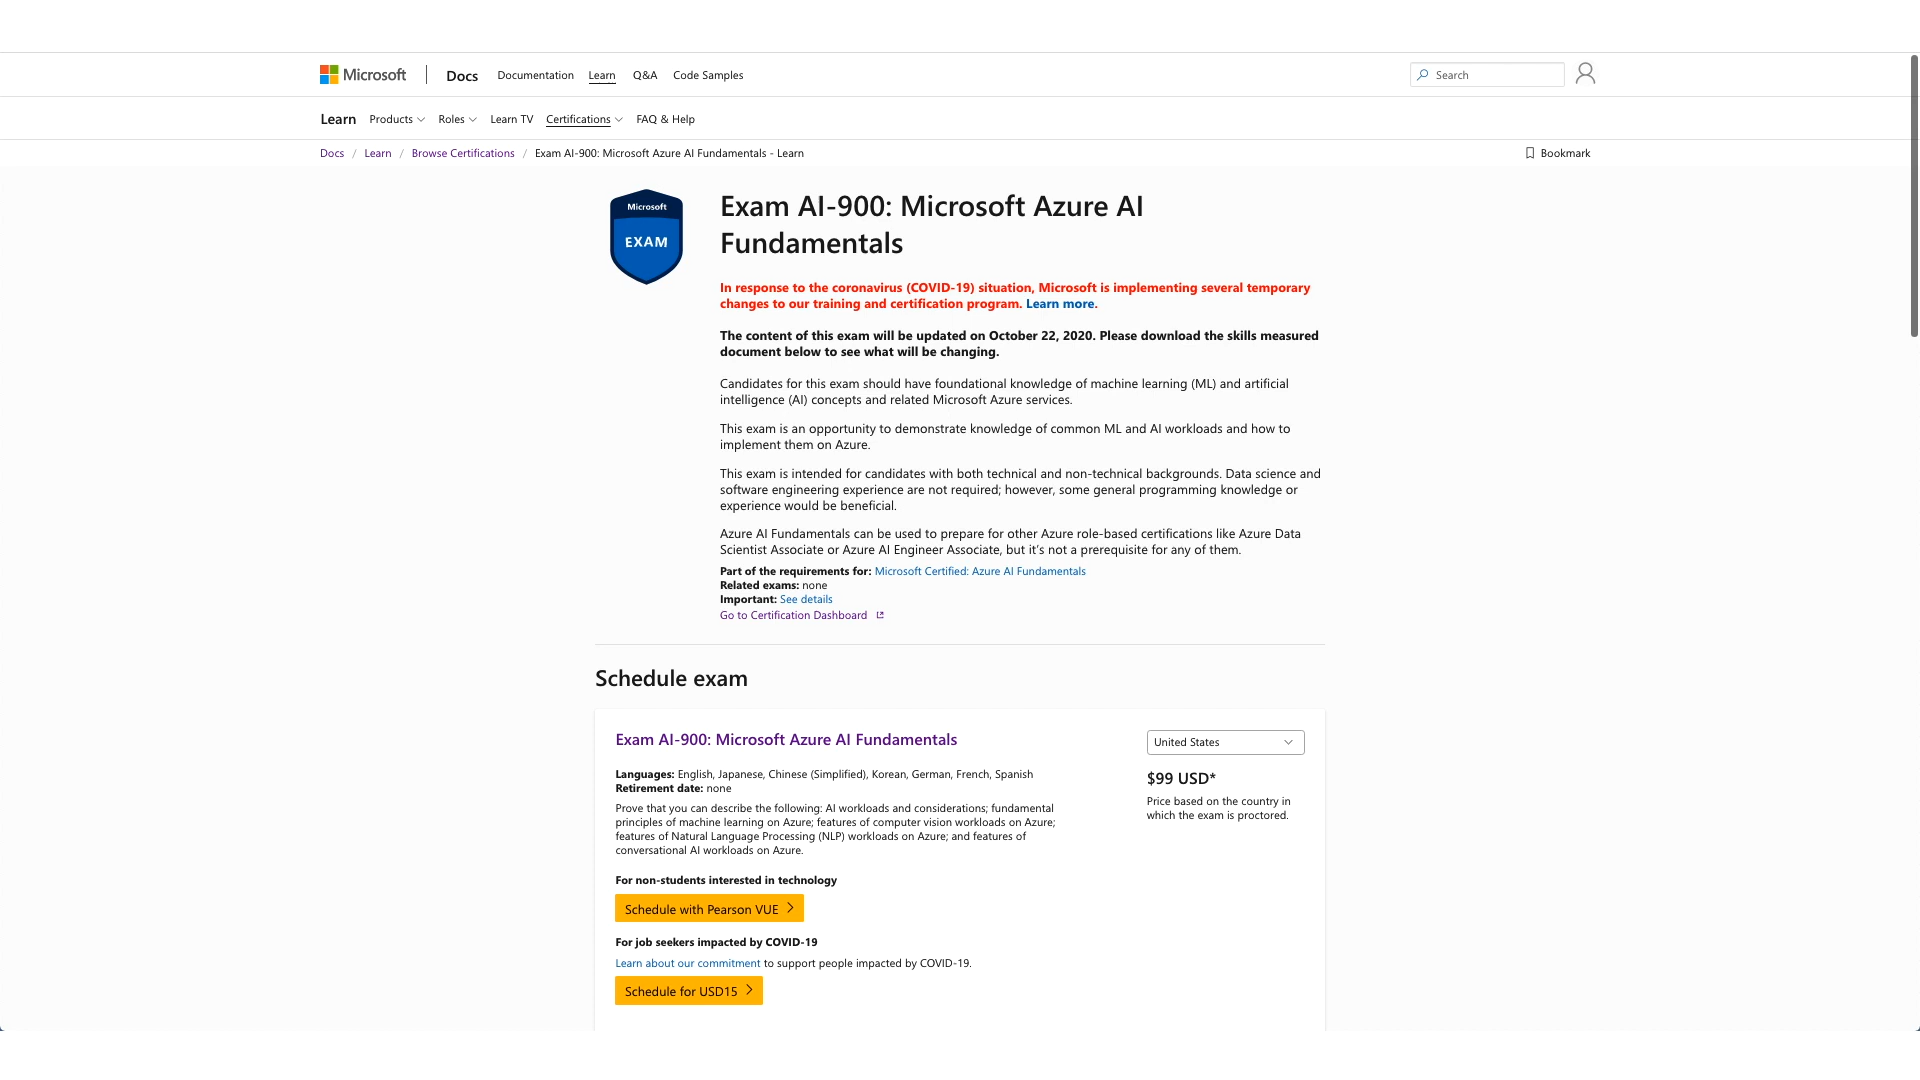 Microsoft Docs Documentation Learn Q&A Code Samples Search
Learn Products Roles Learn TV Certifications FAQ & Help
Docs / Learn / Browse Certifications / Exam AI-900: Microsoft Azure AI Fundamentals - Learn Bookmark
Microsoft
EXAM
Exam AI-900: Microsoft Azure AI
Fundamentals
In response to the coronavirus (COVID-19) situation, Microsoft is implementing several temporary
changes to our training and certification program. Learn more.
The content of this exam will be updated on October 22, 2020. Please download the skills measured
document below to see what will be changing.
Candidates for this exam should have foundational knowledge of machine learning (ML) and artificial
intelligence (AI) concepts and related Microsoft Azure services.
This exam is an opportunity to demonstrate knowledge of common ML and AI workloads and how to
implement them on Azure.
This exam is intended for candidates with both technical and non-technical backgrounds. Data science and
software engineering experience are not required; however, some general programming knowledge or
experience would be beneficial.
Azure AI Fundamentals can be used to prepare for other Azure role-based certifications like Azure Data
Scientist Associate or Azure AI Engineer Associate, but it’s not a prerequisite for any of them.
Part of the requirements for: Microsoft Certified: Azure AI Fundamentals
Related exams: none
Important: See details
Go to Certification Dashboard
Schedule exam
Exam AI-900: Microsoft Azure AI Fundamentals
Languages: English, Japanese, Chinese (Simplified), Korean, German, French, Spanish
Retirement date: none
Prove that you can describe the following: AI workloads and considerations; fundamental
principles of machine learning on Azure; features of computer vision workloads on Azure;
features of Natural Language Processing (NLP) workloads on Azure; and features of
conversational AI workloads on Azure.
For non-students interested in technology
Schedule with Pearson VUE
For job seekers impacted by COVID-19
Learn about our commitment to support people impacted by COVID-19.
Schedule for USD15
United States
$99 USD*
Price based on the country in
which the exam is proctored.